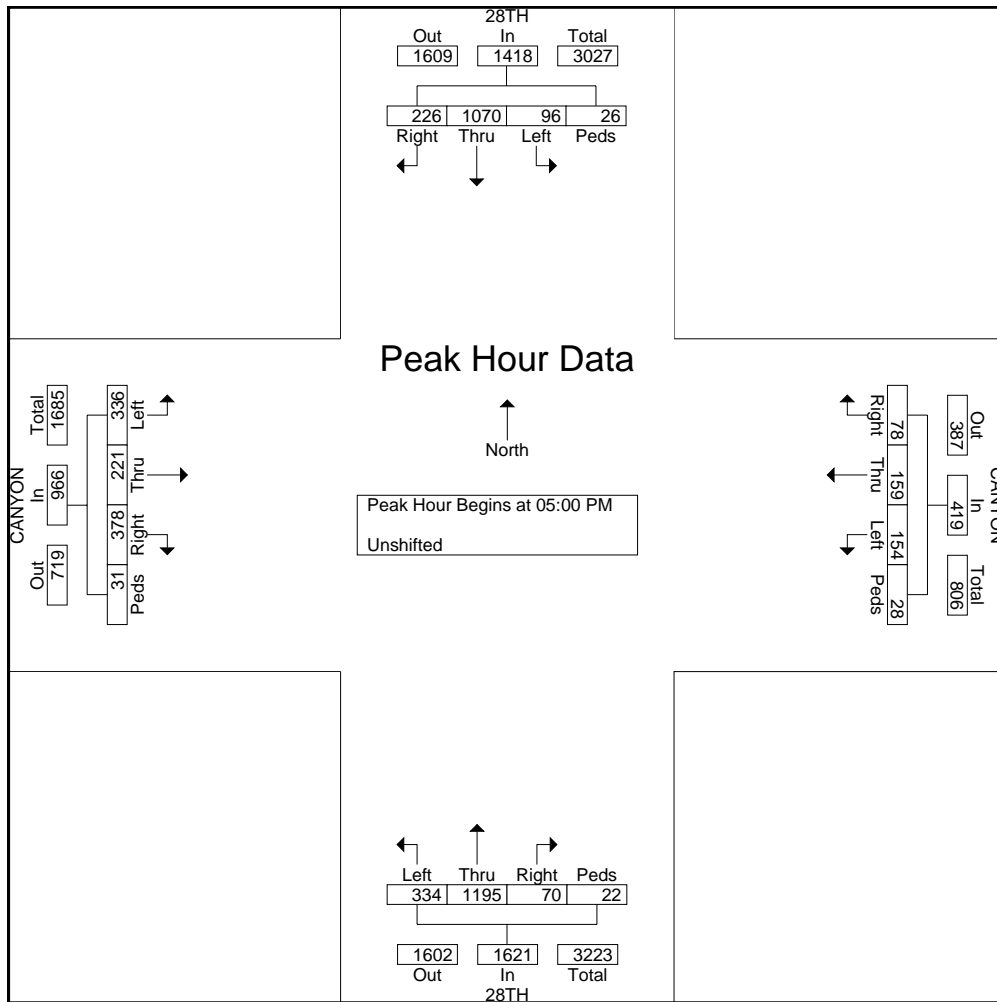 28TH
Out In Total
1609 1418 3027
226 1070 96 26
Right Thru Left Peds
Peak Hour Data
North
Peak Hour Begins at 05:00 PM
Unshifted
CANYON
Total In Out
1685 966 719
336 221 378 31
Left Thru Right Peds
Right Thru Left Peds
78 159 154 28
Out In Total
387 419 806
CANYON
Left Thru Right Peds
334 1195 70 22
1602 1621 3223
Out In Total
28TH